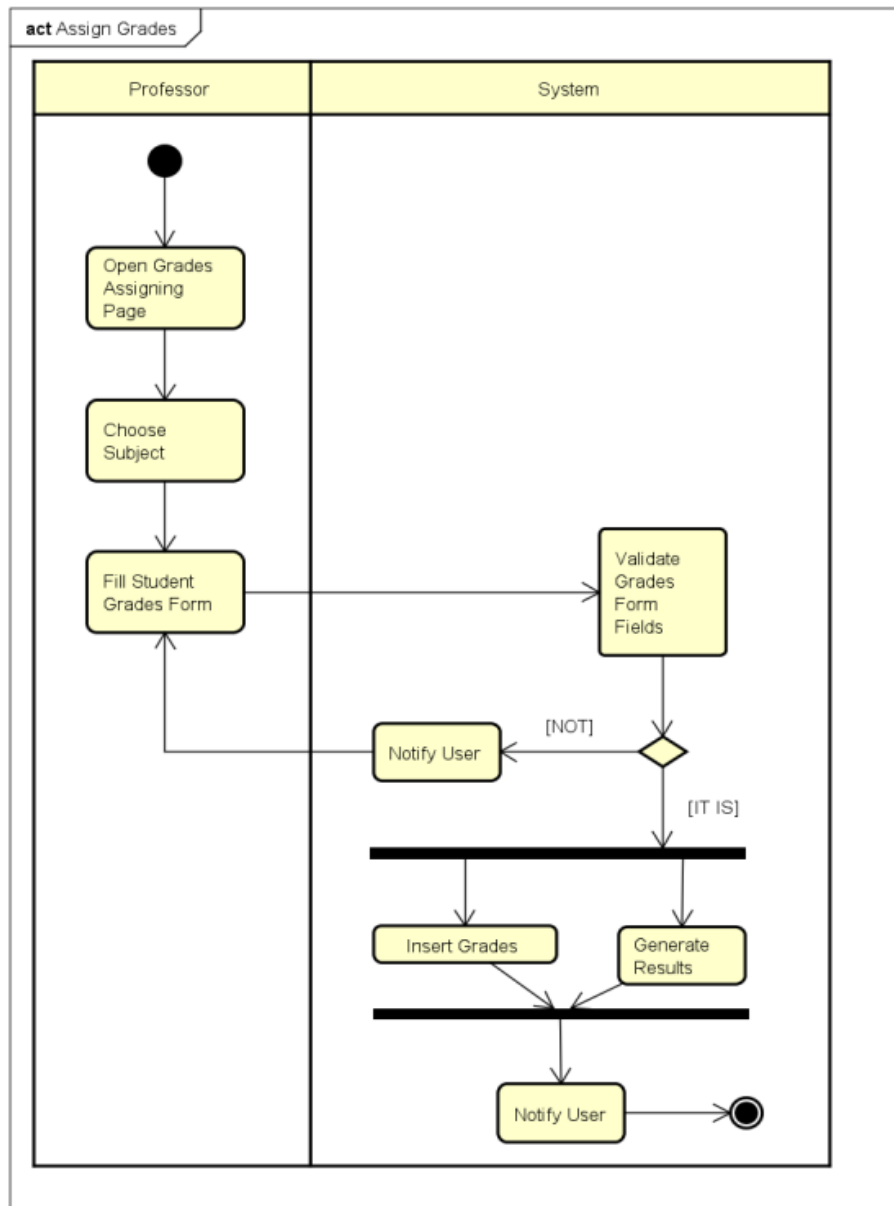 act Assign Grades
Professor
System
Open Grades
Assigning
Page
Choose
Subject
Fill Student
Grades Form
Validate
Grades
Form
Fields
[NOT]
Notify User
[IT IS]
Insert Grades
Generate
Results
Notify User